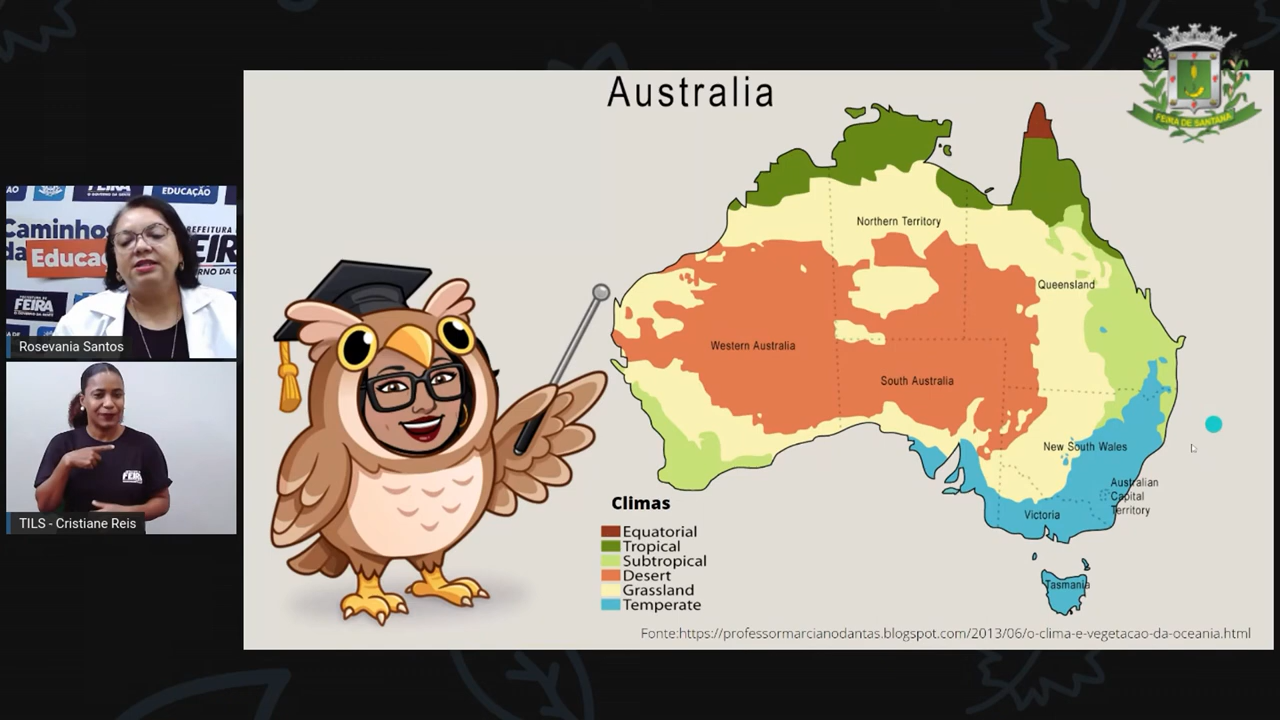 Australia
FEIRA DE SANTANA
Northern Territory
Queensland
Western Australia
South Australia
New South Wales
Australian
Capital
Territory
Victoria
Tasmania
Climas
Equatorial
Tropical
Subtropical
Desert
Grassland
Temperate
Fonte:https://professormarcianodantas.blogspot.com/2013/06/o-clima-e-vegetacao-da-oceania.html
EDUCAÇÃO
Caminhos
da Educa
PREFEITURA
FEIRA
Rosevania Santos
FEIRA
TILS - Cristiane Reis